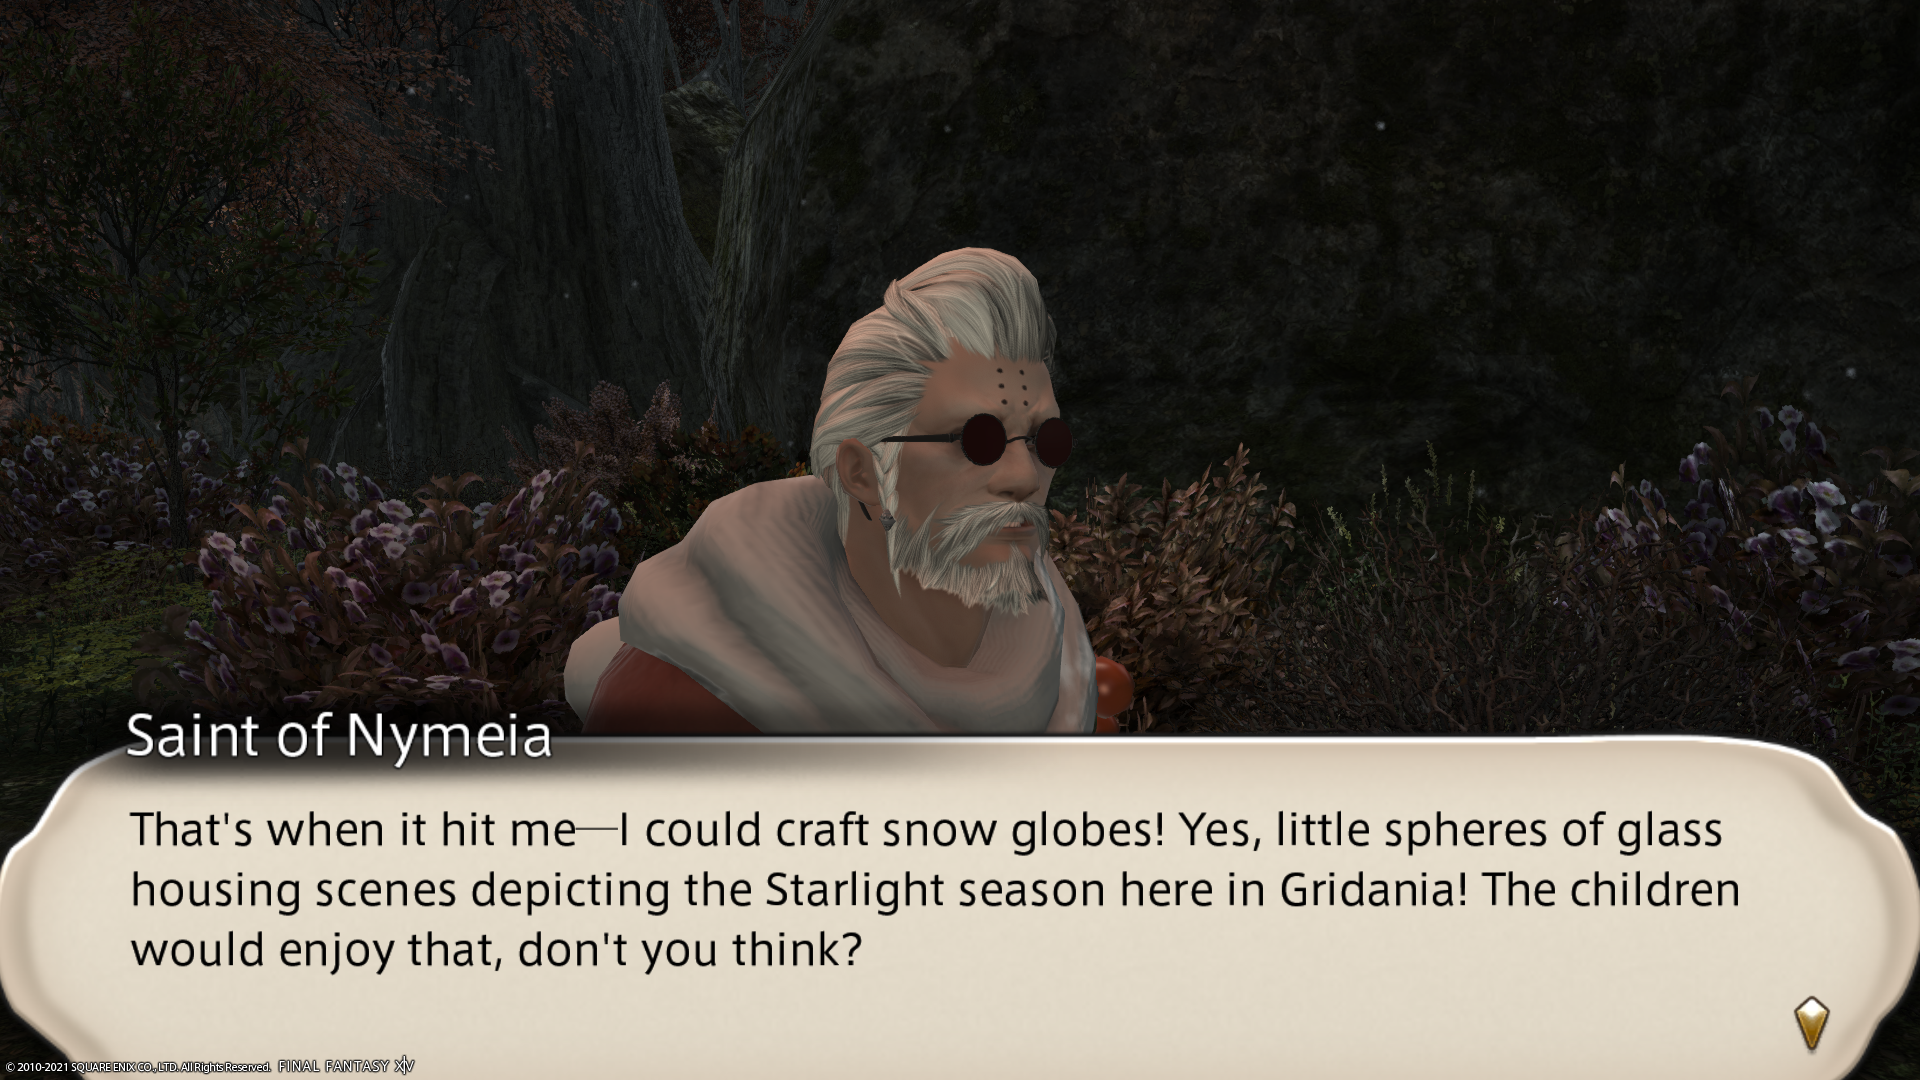 Saint of Nymeia
That's when it hit me—I could craft snow globes! Yes, little spheres of glass
housing scenes depicting the Starlight season here in Gridania! The children
would enjoy that, don't you think?
© 2010-2021 SQUARE ENIX CO., LTD. All Rights Reserved. FINAL FANTASY XIV